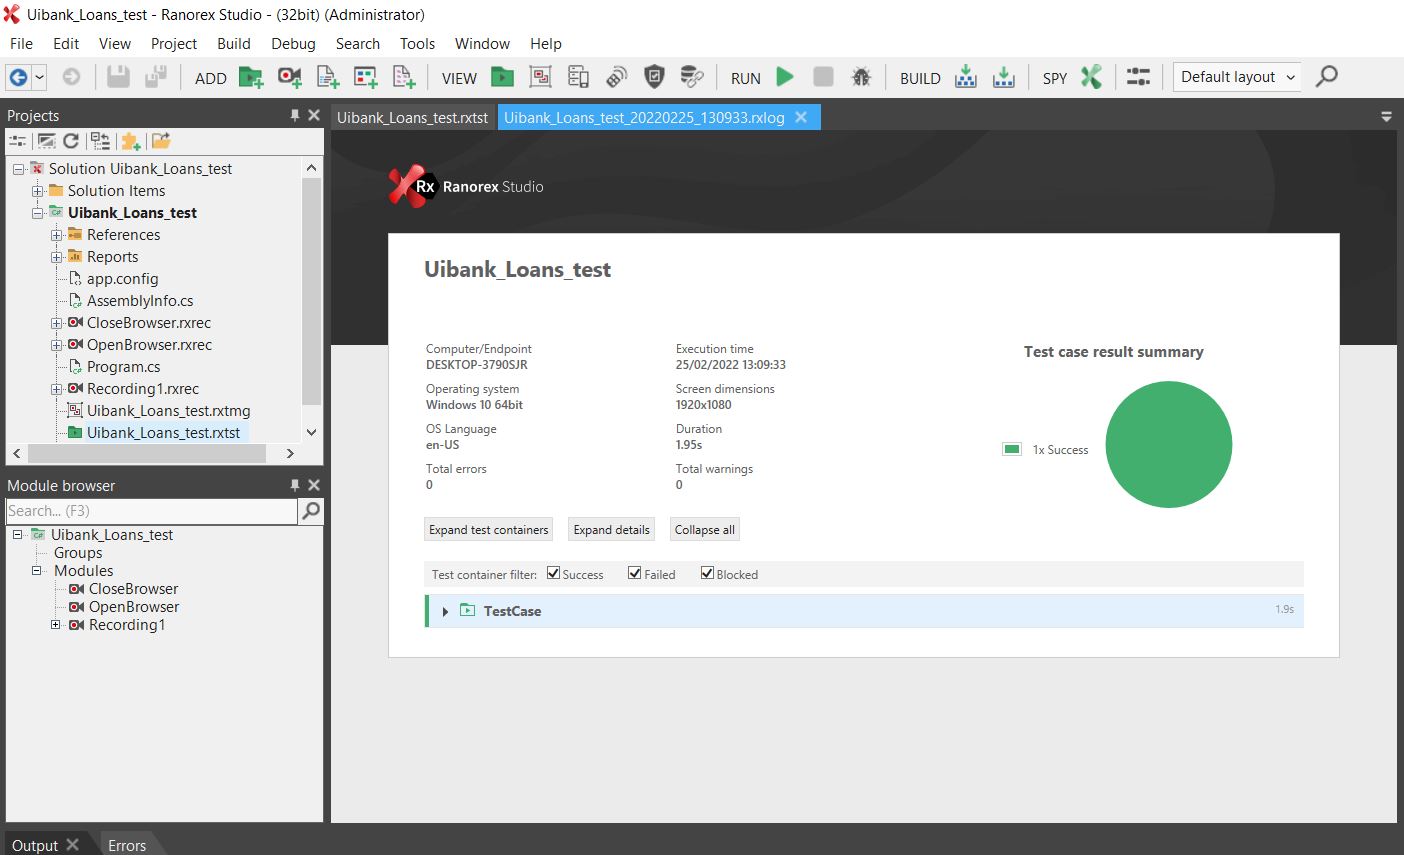 Uibank_Loans_test - Ranorex Studio - (32bit) (Administrator)
File Edit View Project Build Debug Search Tools Window Help
ADD VIEW RUN BUILD SPY Default layout
Projects
Solution Uibank_Loans_test
Solution Items
Uibank_Loans_test
References
Reports
app.config
AssemblyInfo.cs
CloseBrowser.rxrec
OpenBrowser.rxrec
Program.cs
Recording1.rxrec
Uibank_Loans_test.rxtmg
Uibank_Loans_test.rxtst
Module browser
Search... (F3)
Uibank_Loans_test
Groups
Modules
CloseBrowser
OpenBrowser
Recording1
Uibank_Loans_test.rxtst Uibank_Loans_test_20220225_130933.rxlog
Rx Ranorex Studio
Uibank_Loans_test
Computer/Endpoint
DESKTOP-3790SJR
Execution time
25/02/2022 13:09:33
Operating system
Windows 10 64bit
Screen dimensions
1920x1080
OS Language
en-US
Duration
1.95s
Total errors
0
Total warnings
0
Test case result summary
1x Success
Expand test containers Expand details Collapse all
Test container filter: Success Failed Blocked
TestCase 1.9s
Output Errors